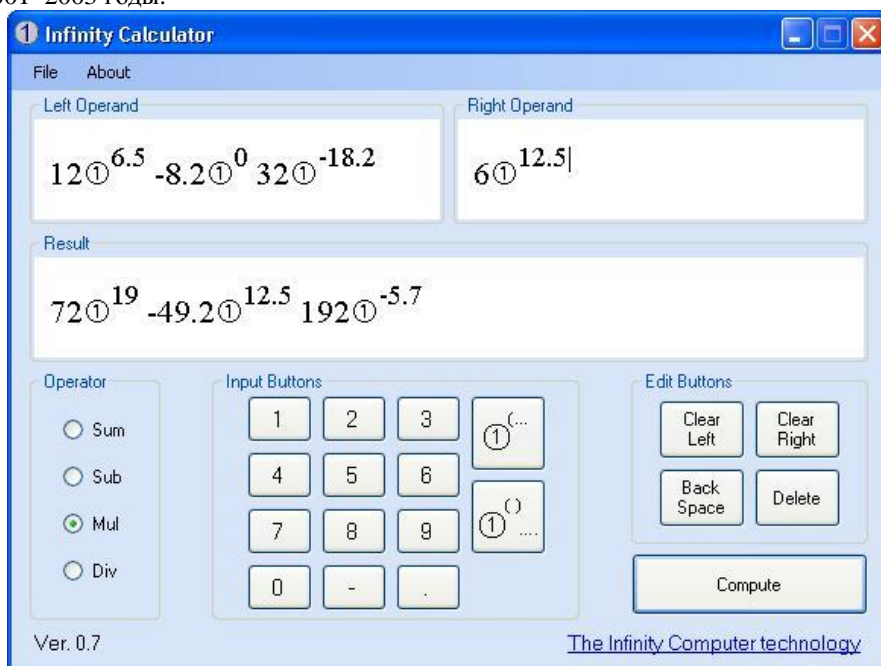 ① Infinity Calculator
File About
Left Operand Right Operand
12①^6.5 -8.2①^0 32①^-18.2 6①^12.5
Result
72①^19 -49.2①^12.5 192①^-5.7
Operator Input Buttons Edit Buttons
Sum
Sub
Mul
Div
1 2 3 ①^(...
4 5 6 ①^() ....
7 8 9
0 - .
Clear Left Clear Right
Back Space Delete
Compute
Ver. 0.7 The Infinity Computer technology